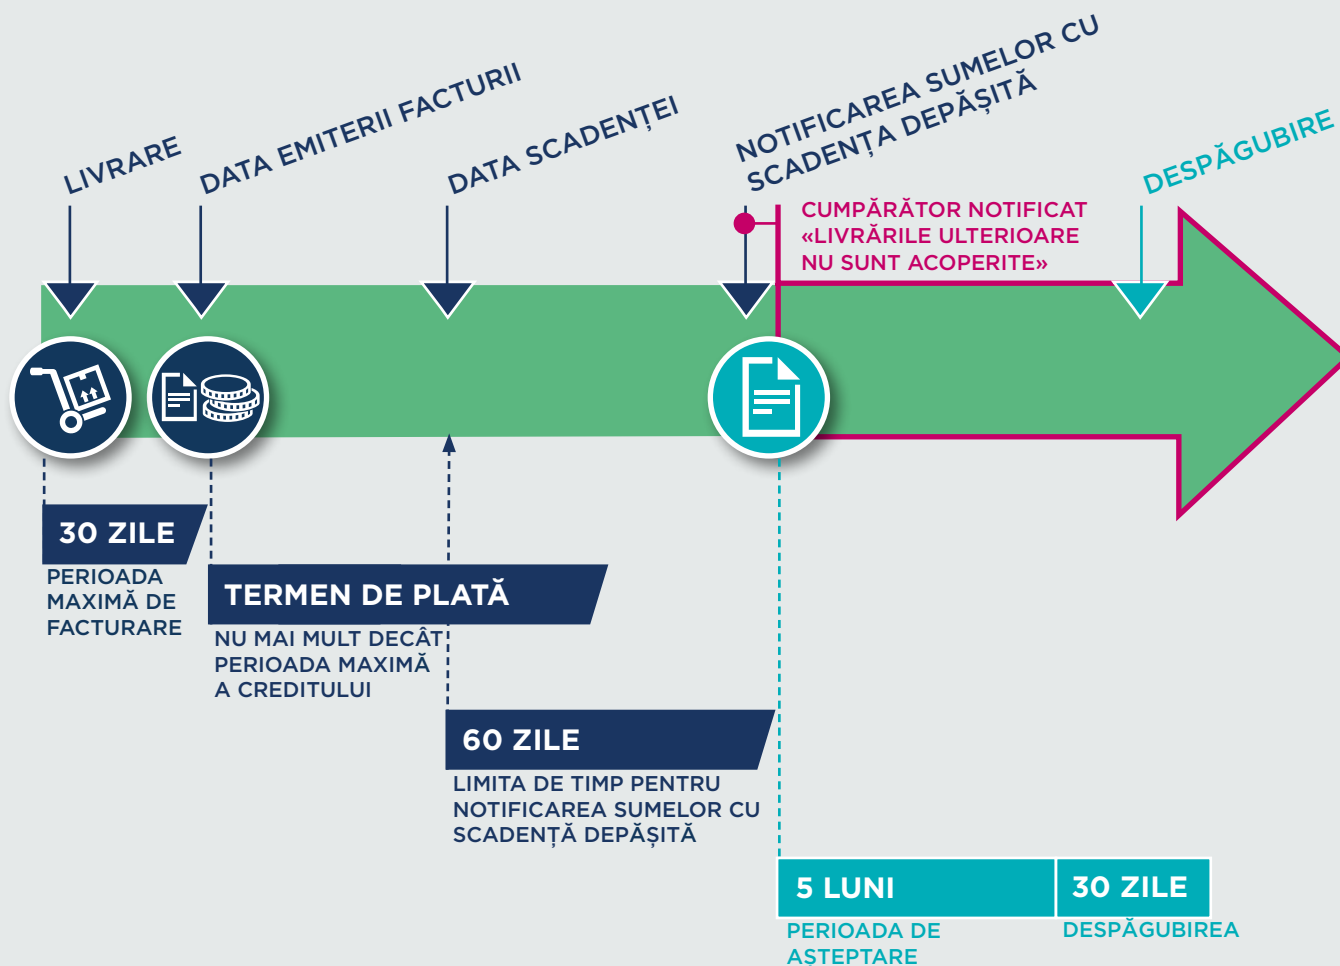 LIVRARE
DATA EMITERII FACTURII
DATA SCADENȚEI
NOTIFICAREA SUMELOR CU
SCADENȚA DEPĂȘITĂ
DESPĂGUBIRE
CUMPĂRĂTOR NOTIFICAT
«LIVRĂRILE ULTERIOARE
NU SUNT ACOPERITE»
30 ZILE
PERIOADA
MAXIMĂ DE
FACTURARE
TERMEN DE PLATĂ
NU MAI MULT DECÂT
PERIOADA MAXIMĂ
A CREDITULUI
60 ZILE
LIMITA DE TIMP PENTRU
NOTIFICAREA SUMELOR CU
SCADENȚĂ DEPĂȘITĂ
5 LUNI
PERIOADA DE
AȘTEPTARE
30 ZILE
DESPĂGUBIREA